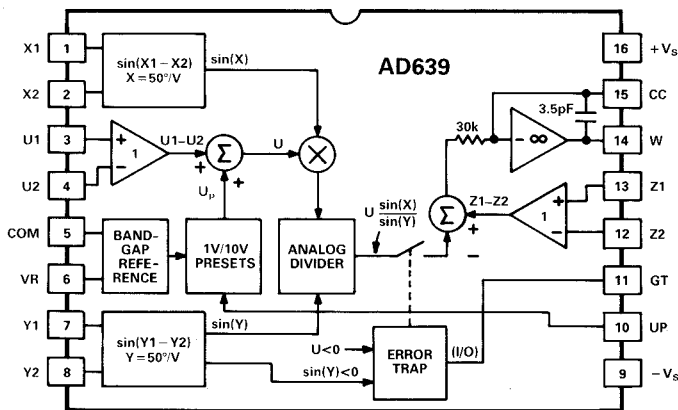 AD639
X1 1
X2 2
U1 3
U2 4
COM 5
VR 6
Y1 7
Y2 8
16 +VS
15 CC
14 W
13 Z1
12 Z2
11 GT
10 UP
9 −VS
sin(X1−X2)
X=50°/V
sin(X)
+
−
1
U1−U2
+
Σ
+
UP
U
×
BAND-
GAP REF-
ERENCE
1V/10V
PRESETS
ANALOG
DIVIDER
U sin(X)
sin(Y)
sin(Y1−Y2)
Y=50°/V
sin(Y)
U<0
sin(Y)<0
ERROR
TRAP
(I/O)
30k
−
∞
3.5pF
Σ
Z1−Z2
+
−
1
+
−